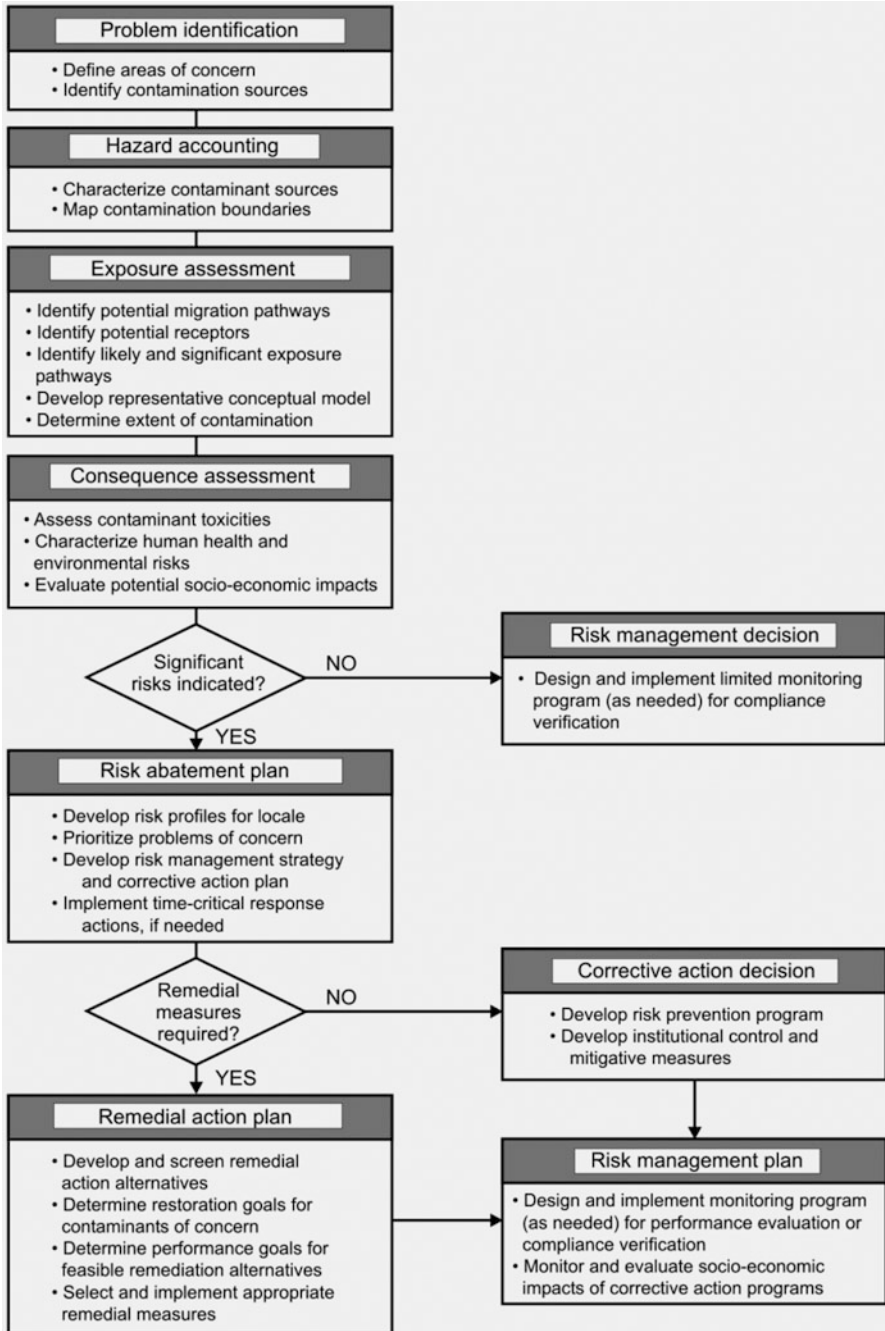 Problem identification
• Define areas of concern
• Identify contamination sources
Hazard accounting
• Characterize contaminant sources
• Map contamination boundaries
Exposure assessment
• Identify potential migration pathways
• Identify potential receptors
• Identify likely and significant exposure
pathways
• Develop representative conceptual model
• Determine extent of contamination
Consequence assessment
• Assess contaminant toxicities
• Characterize human health and
environmental risks
• Evaluate potential socio-economic impacts
Significant
risks indicated?
NO
YES
Risk management decision
• Design and implement limited monitoring
program (as needed) for compliance
verification
Risk abatement plan
• Develop risk profiles for locale
• Prioritize problems of concern
• Develop risk management strategy
and corrective action plan
• Implement time-critical response
actions, if needed
Remedial
measures
required?
NO
YES
Corrective action decision
• Develop risk prevention program
• Develop institutional control and
mitigative measures
Remedial action plan
• Develop and screen remedial
action alternatives
• Determine restoration goals for
contaminants of concern
• Determine performance goals for
feasible remediation alternatives
• Select and implement appropriate
remedial measures
Risk management plan
• Design and implement monitoring program
(as needed) for performance evaluation or
compliance verification
• Monitor and evaluate socio-economic
impacts of corrective action programs